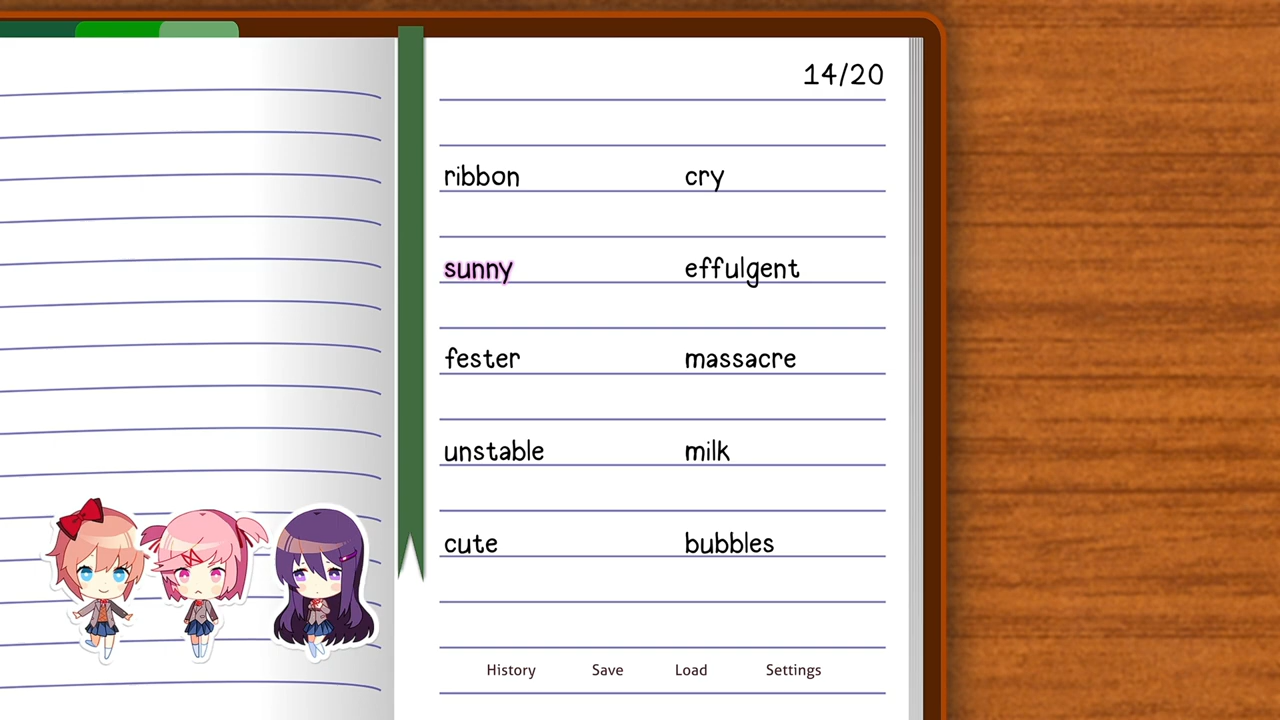 14/20
ribbon cry
sunny effulgent
fester massacre
unstable milk
cute bubbles
History Save Load Settings